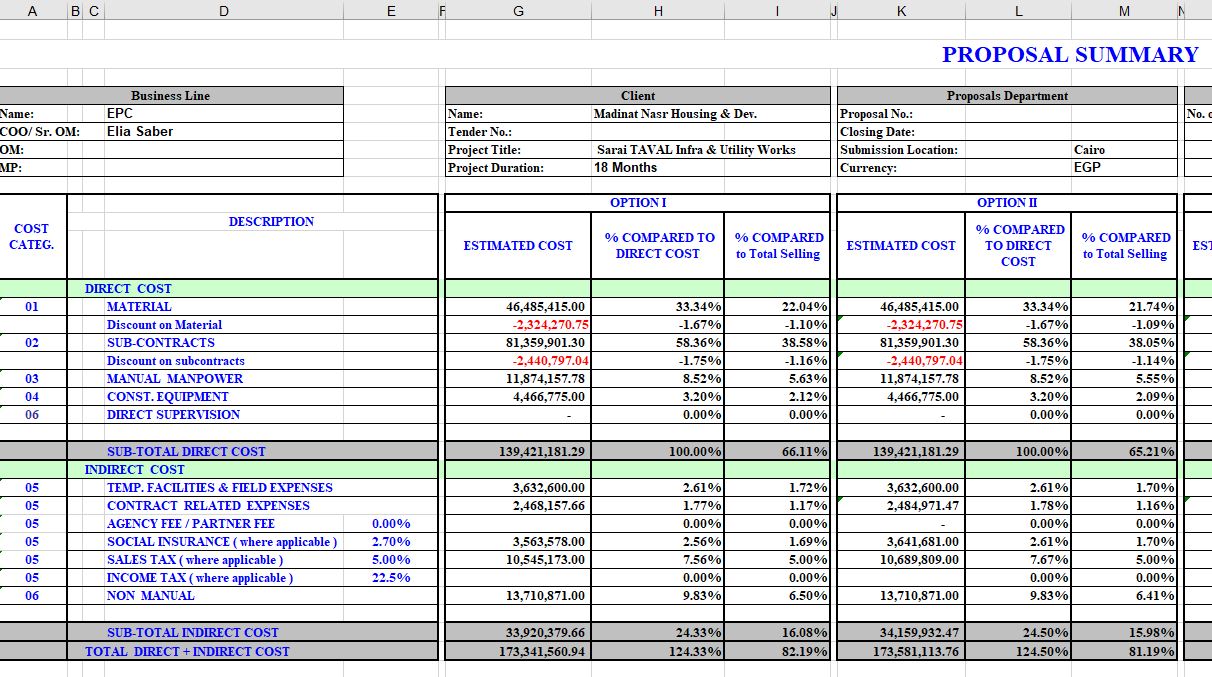 A B C D E F G H I J K L M N
PROPOSAL SUMMARY
Business Line Client Proposals Department
Name: EPC Name: Madinat Nasr Housing & Dev. Proposal No.: No.
COO/ Sr. OM: Elia Saber Tender No.: Closing Date:
OM: Project Title: Sarai TAVAL Infra & Utility Works Submission Location: Cairo
MP: Project Duration: 18 Months Currency: EGP
OPTION I OPTION II
COST CATEG. DESCRIPTION ESTIMATED COST % COMPARED TO DIRECT COST % COMPARED to Total Selling ESTIMATED COST % COMPARED TO DIRECT COST % COMPARED to Total Selling EST
DIRECT COST
01 MATERIAL 46,485,415.00 33.34% 22.04% 46,485,415.00 33.34% 21.74%
Discount on Material -2,324,270.75 -1.67% -1.10% -2,324,270.75 -1.67% -1.09%
02 SUB-CONTRACTS 81,359,901.30 58.36% 38.58% 81,359,901.30 58.36% 38.05%
Discount on subcontracts -2,440,797.04 -1.75% -1.16% -2,440,797.04 -1.75% -1.14%
03 MANUAL MANPOWER 11,874,157.78 8.52% 5.63% 11,874,157.78 8.52% 5.55%
04 CONST. EQUIPMENT 4,466,775.00 3.20% 2.12% 4,466,775.00 3.20% 2.09%
06 DIRECT SUPERVISION - 0.00% 0.00% - 0.00% 0.00%
SUB-TOTAL DIRECT COST 139,421,181.29 100.00% 66.11% 139,421,181.29 100.00% 65.21%
INDIRECT COST
05 TEMP. FACILITIES & FIELD EXPENSES 3,632,600.00 2.61% 1.72% 3,632,600.00 2.61% 1.70%
05 CONTRACT RELATED EXPENSES 2,468,157.66 1.77% 1.17% 2,484,971.47 1.78% 1.16%
05 AGENCY FEE / PARTNER FEE 0.00% 0.00% 0.00% - 0.00% 0.00%
05 SOCIAL INSURANCE ( where applicable ) 2.70% 3,563,578.00 2.56% 1.69% 3,641,681.00 2.61% 1.70%
05 SALES TAX ( where applicable ) 5.00% 10,545,173.00 7.56% 5.00% 10,689,809.00 7.67% 5.00%
05 INCOME TAX ( where applicable ) 22.5% 0.00% 0.00% 0.00% 0.00%
06 NON MANUAL 13,710,871.00 9.83% 6.50% 13,710,871.00 9.83% 6.41%
SUB-TOTAL INDIRECT COST 33,920,379.66 24.33% 16.08% 34,159,932.47 24.50% 15.98%
TOTAL DIRECT + INDIRECT COST 173,341,560.94 124.33% 82.19% 173,581,113.76 124.50% 81.19%